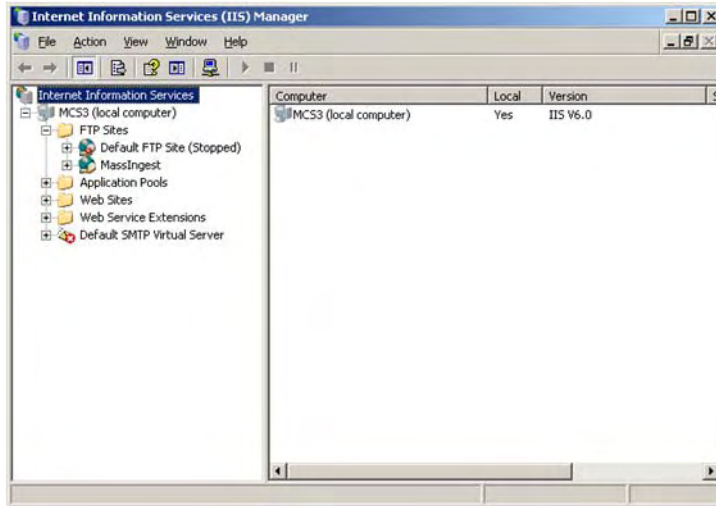 Internet Information Services (IIS) Manager
File Action View Window Help
Internet Information Services
MCS3 (local computer)
FTP Sites
Default FTP Site (Stopped)
MassIngest
Application Pools
Web Sites
Web Service Extensions
Default SMTP Virtual Server
Computer Local Version
MCS3 (local computer) Yes IIS V6.0